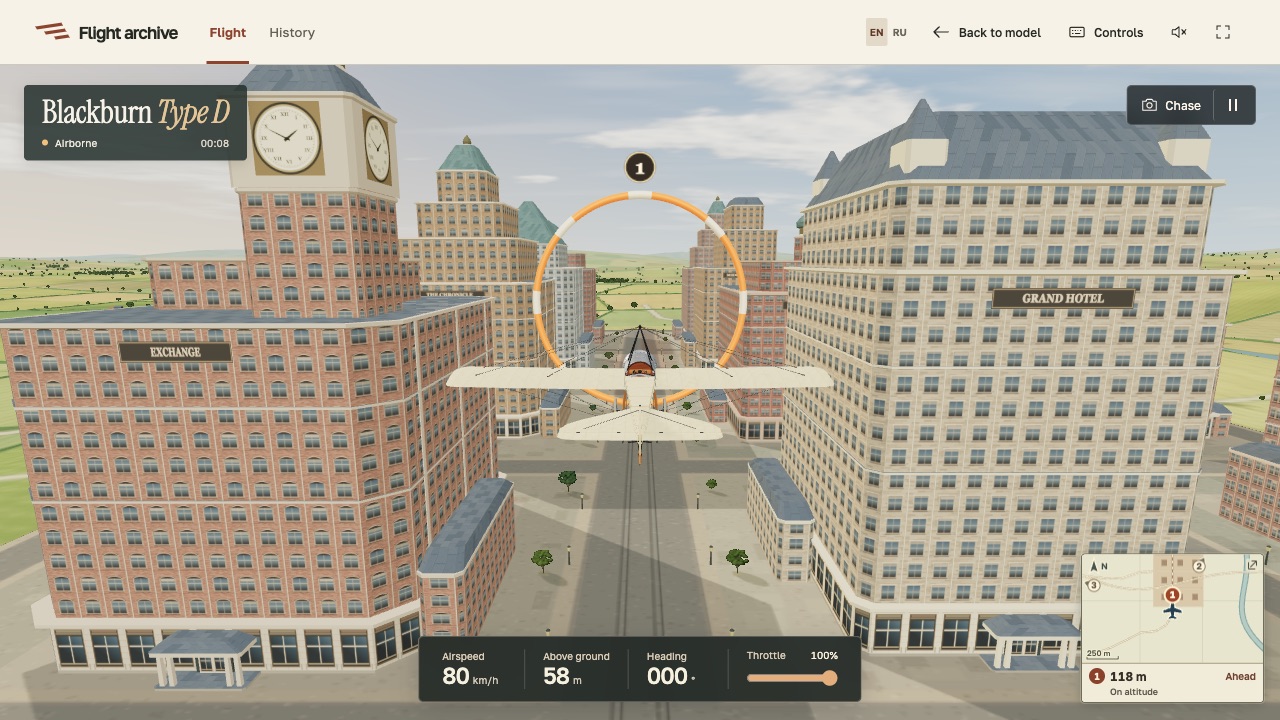 Flight archive
Flight
History
EN
RU
Back to model
Controls
Blackburn Type D
Airborne
00:08
Chase
1
THE CHRONICLE
GRAND HOTEL
EXCHANGE
N
2
3
1
250 m
1 118 m
Ahead
On altitude
Airspeed
80 km/h
Above ground
58 m
Heading
000°
Throttle
100%